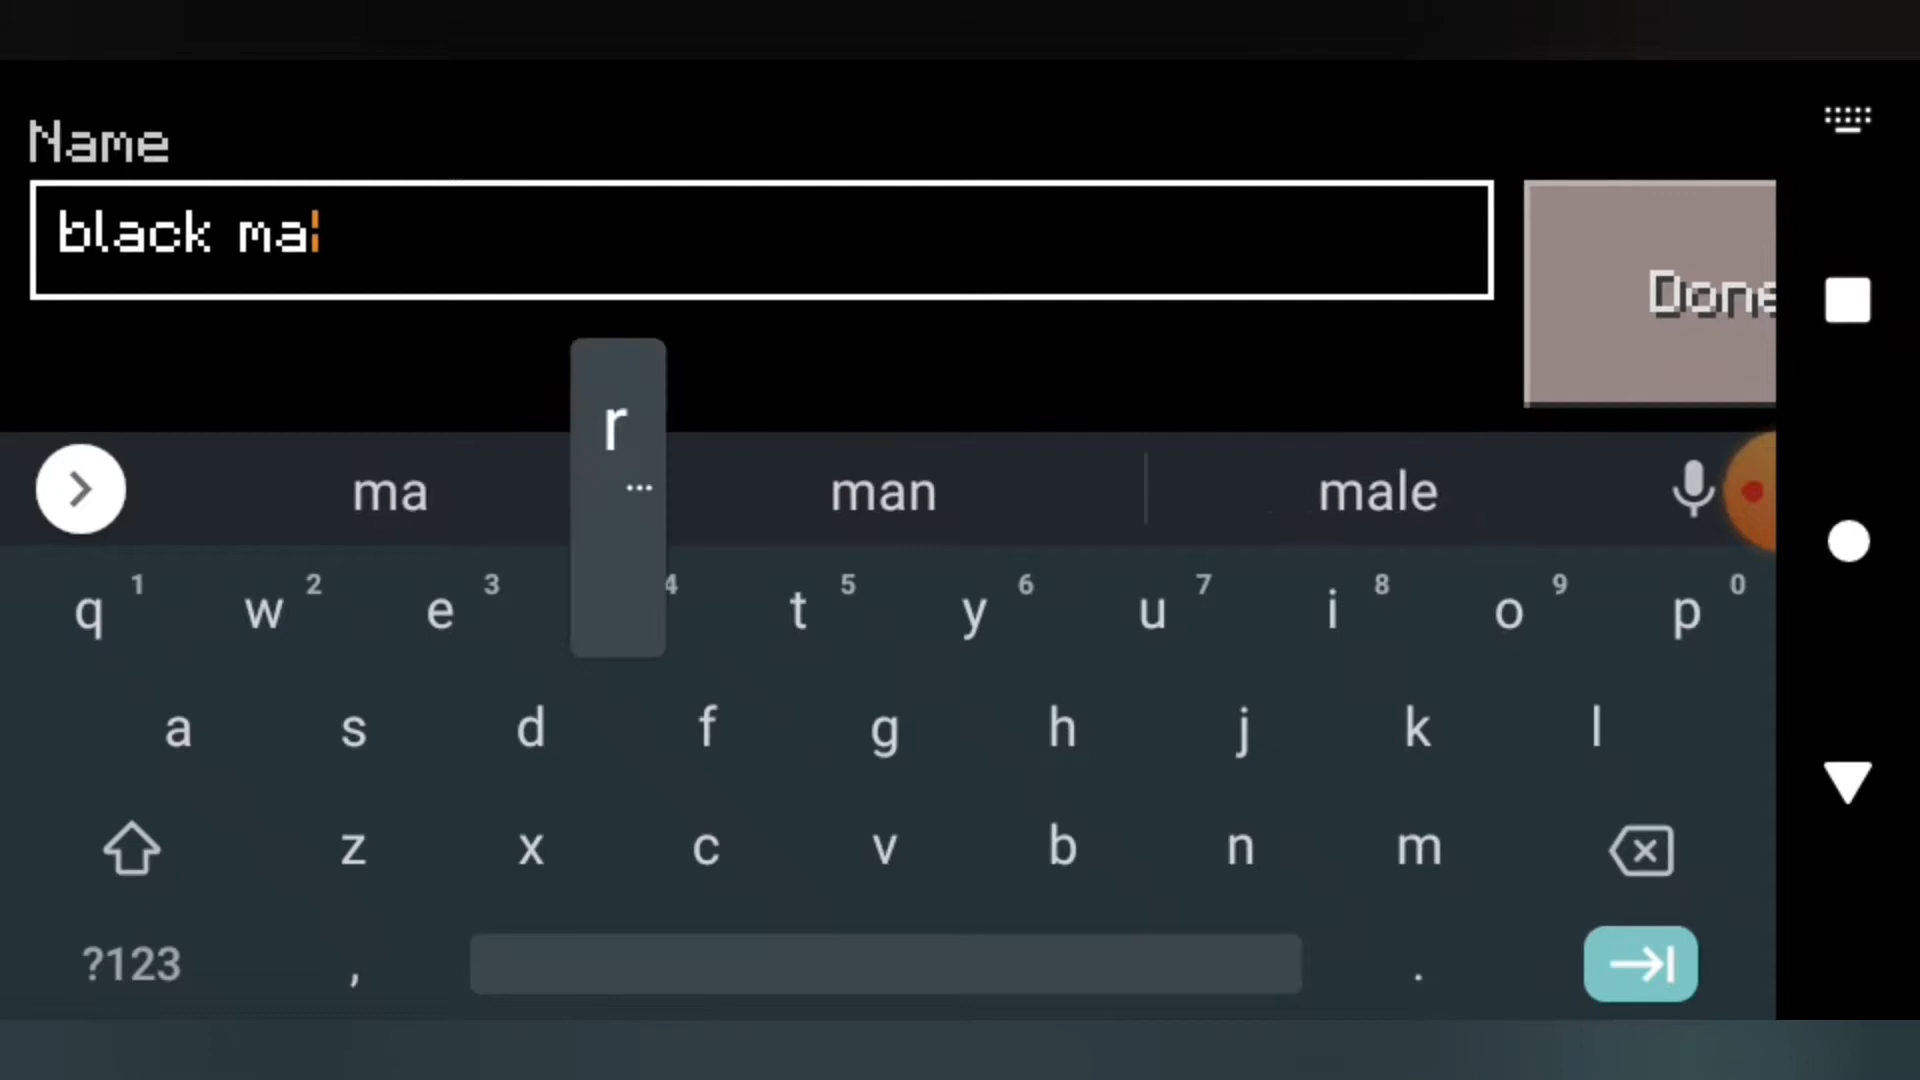 Name
black ma
Done
r
...
ma man male
q 1 w 2 e 3 4 t 5 y 6 u 7 i 8 o 9 p 0
a s d f g h j k l
z x c v b n m
?123 , .